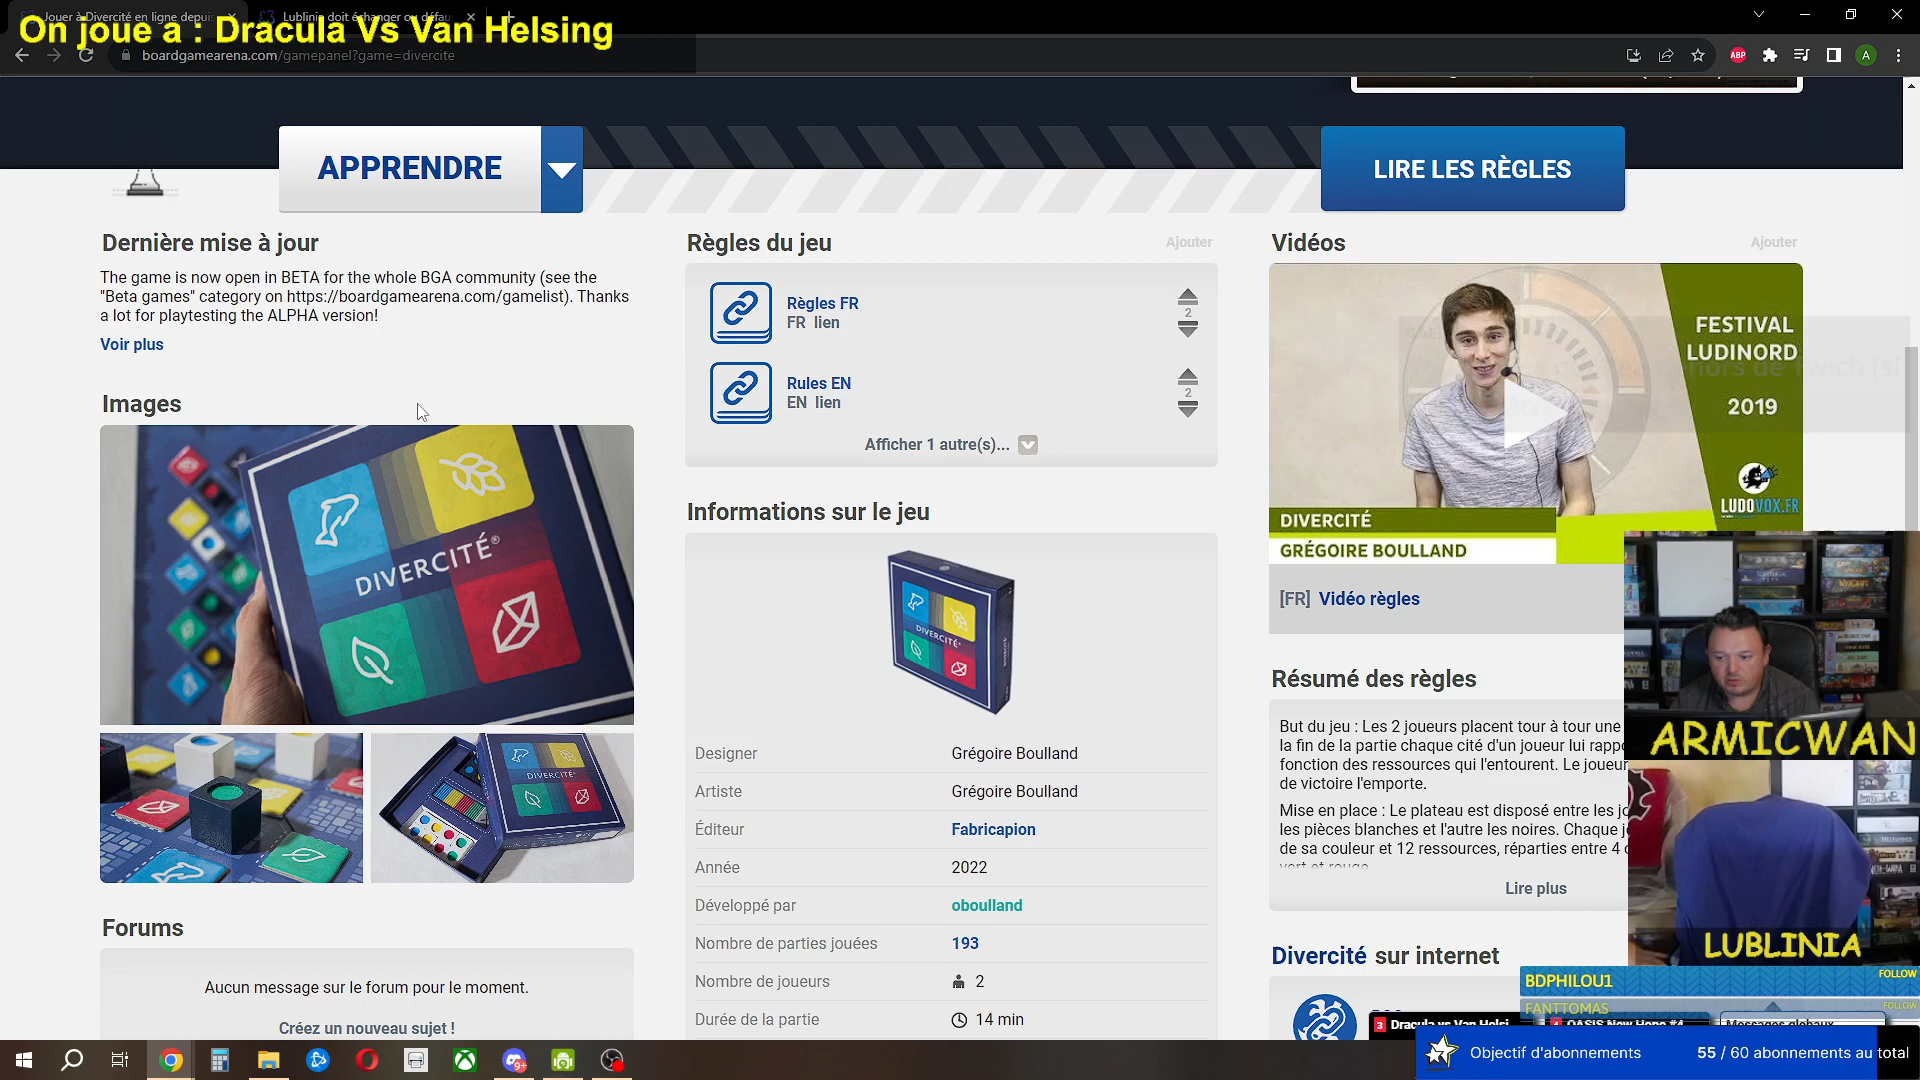 Jouer à Divercité en ligne depuis
Lublinia doit échanger ou défau
On joue a : Dracula Vs Van Helsing
boardgamearena.com/gamepanel?game=divercite
ABP
A
APPRENDRE
LIRE LES RÈGLES
Dernière mise à jour
The game is now open in BETA for the whole BGA community (see the
"Beta games" category on https://boardgamearena.com/gamelist). Thanks
a lot for playtesting the ALPHA version!
Voir plus
Images
DIVERCITÉ®
DIVERCITÉ
Forums
Aucun message sur le forum pour le moment.
Créez un nouveau sujet !
Règles du jeu
Ajouter
Règles FR
FR lien
2
Rules EN
EN lien
2
Afficher 1 autre(s)...
Informations sur le jeu
DIVERCITÉ
Designer Grégoire Boulland
Artiste Grégoire Boulland
Éditeur Fabricapion
Année 2022
Développé par oboulland
Nombre de parties jouées 193
Nombre de joueurs 2
Durée de la partie 14 min
Vidéos
Ajouter
FESTIVAL
LUDINORD
2019
LUDOVOX.FR
DIVERCITÉ
GRÉGOIRE BOULLAND
[FR] Vidéo règles
Résumé des règles
But du jeu : Les 2 joueurs placent tour à tour une
la fin de la partie chaque cité d'un joueur lui rappo
fonction des ressources qui l'entourent. Le joueur
de victoire l'emporte.
Mise en place : Le plateau est disposé entre les jo
les pièces blanches et l'autre les noires. Chaque j
de sa couleur et 12 ressources, réparties entre 4 c
vert et rouge
Lire plus
Divercité sur internet
ARMICWAN
LUBLINIA
BDPHILOU1 FOLLOW
FANTTOMAS FOLLOW
3 Dracula vs Van Helsi
4 OASIS New Hope #4
Messages globaux
Objectif d'abonnements 55 / 60 abonnements au total
9+